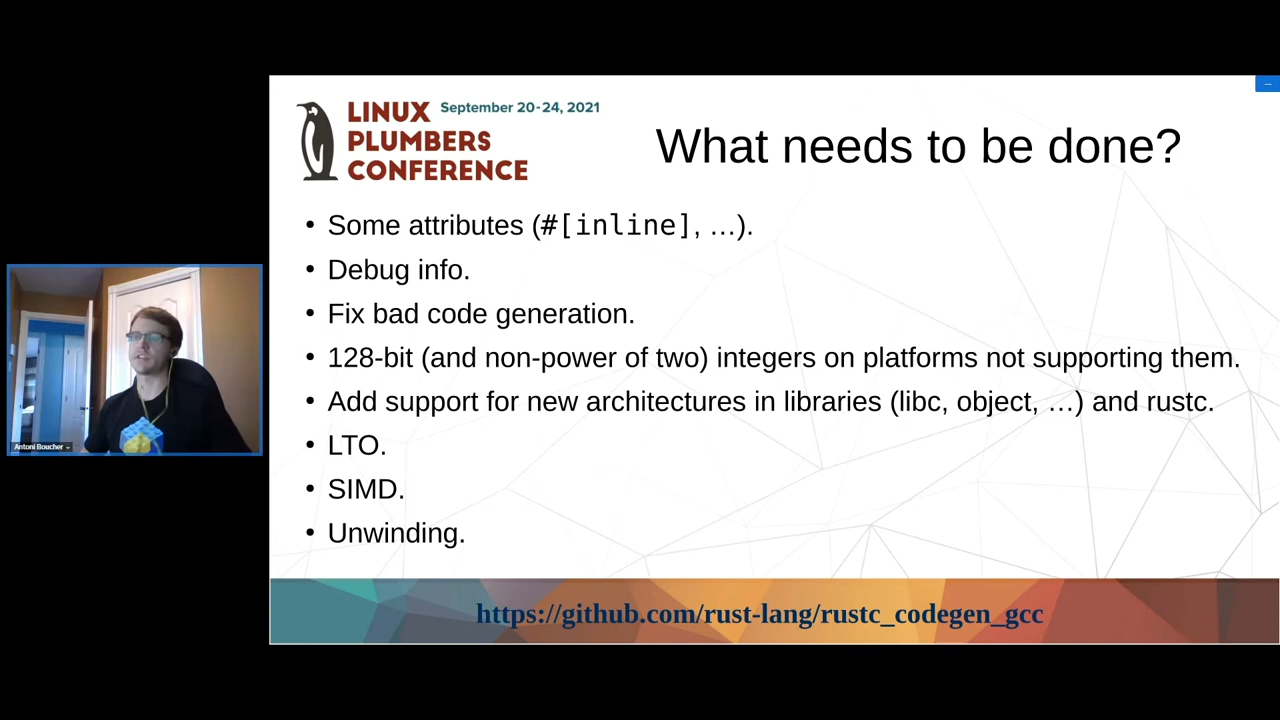 LINUX September 20-24, 2021
PLUMBERS
CONFERENCE
What needs to be done?
• Some attributes (#[inline], …).
• Debug info.
• Fix bad code generation.
• 128-bit (and non-power of two) integers on platforms not supporting them.
• Add support for new architectures in libraries (libc, object, …) and rustc.
• LTO.
• SIMD.
• Unwinding.
Antoni Boucher
https://github.com/rust-lang/rustc_codegen_gcc